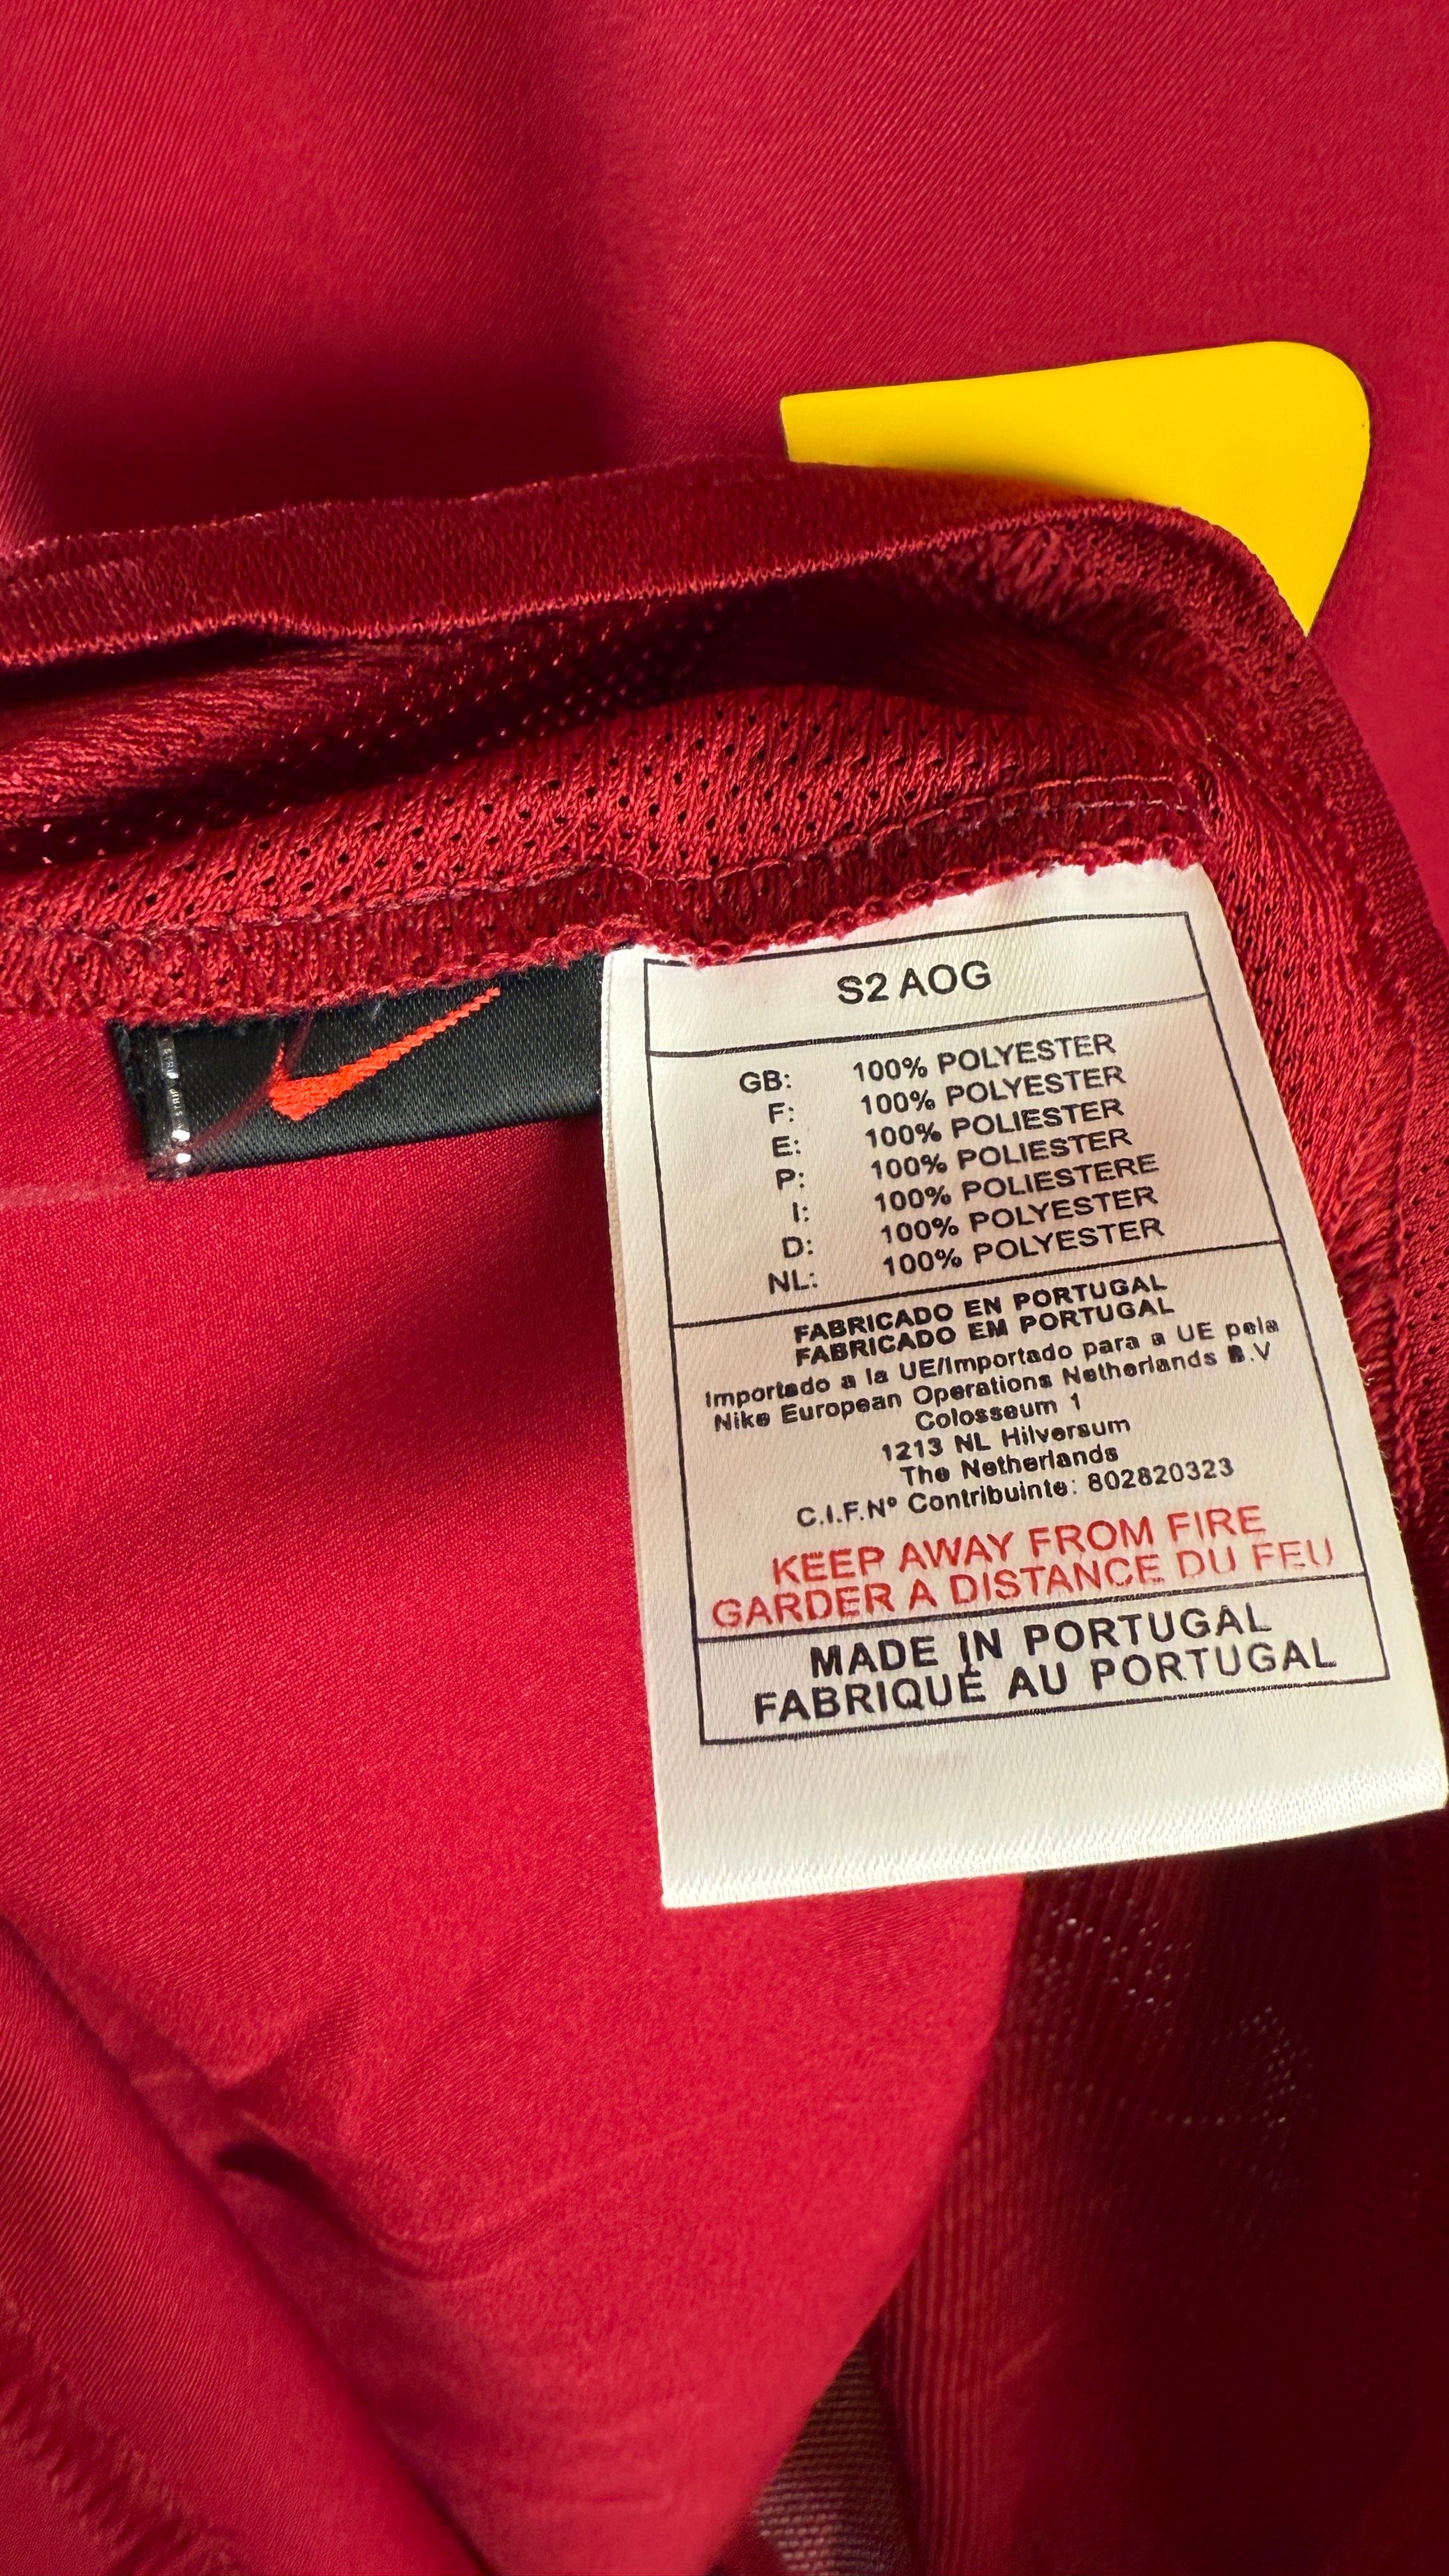 S2 AOG
GB: 100% POLYESTER
F: 100% POLYESTER
E: 100% POLIESTER
P: 100% POLIESTER
I: 100% POLIESTERE
D: 100% POLYESTER
NL: 100% POLYESTER
FABRICADO EN PORTUGAL
FABRICADO EM PORTUGAL
Importado a la UE/Importado para a UE pela
Nike European Operations Netherlands B.V
Colosseum 1
1213 NL Hilversum
The Netherlands
C.I.F.Nº Contribuinte: 802820323
KEEP AWAY FROM FIRE
GARDER A DISTANCE DU FEU
MADE IN PORTUGAL
FABRIQUÉ AU PORTUGAL